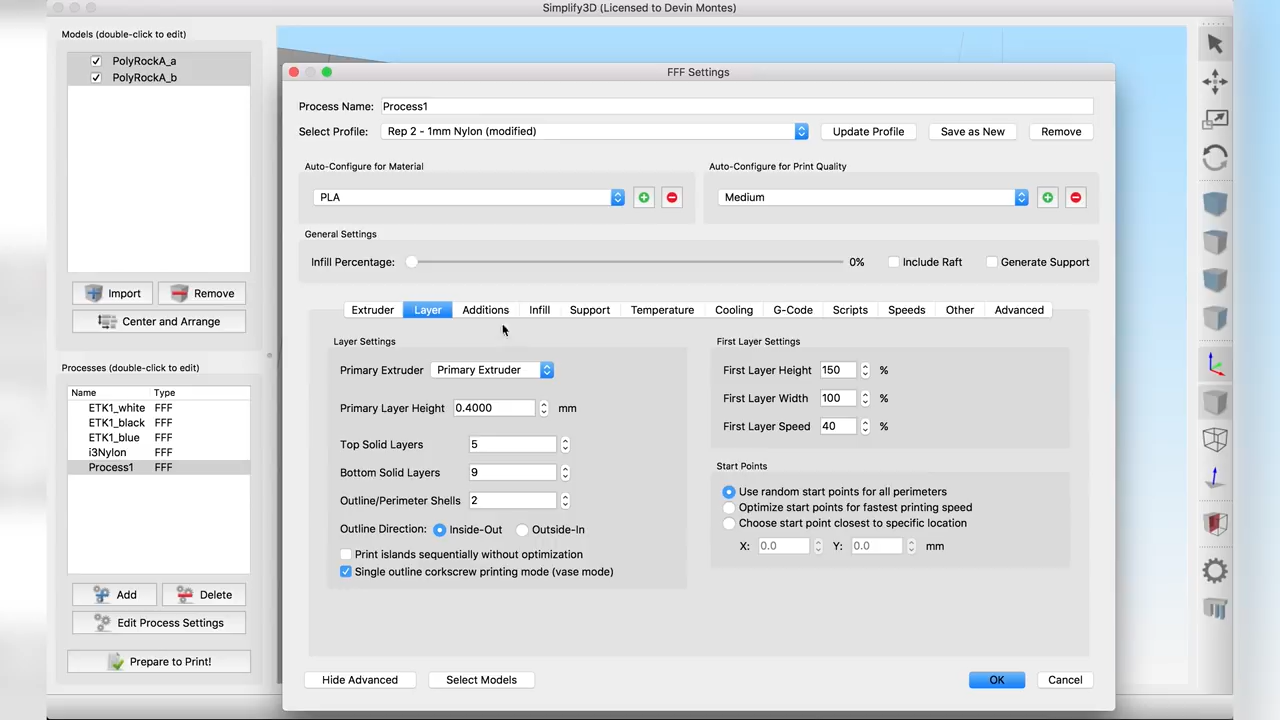 Simplify3D (Licensed to Devin Montes)
Models (double-click to edit)
PolyRockA_a
PolyRockA_b
Import
Remove
Center and Arrange
Processes (double-click to edit)
Name Type
ETK1_white FFF
ETK1_black FFF
ETK1_blue FFF
i3Nylon FFF
Process1 FFF
Add
Delete
Edit Process Settings
Prepare to Print!
FFF Settings
Process Name: Process1
Select Profile: Rep 2 - 1mm Nylon (modified) Update Profile Save as New Remove
Auto-Configure for Material
PLA
Auto-Configure for Print Quality
Medium
General Settings
Infill Percentage: 0% Include Raft Generate Support
Extruder Layer Additions Infill Support Temperature Cooling G-Code Scripts Speeds Other Advanced
Layer Settings
Primary Extruder Primary Extruder
Primary Layer Height 0.4000 mm
Top Solid Layers 5
Bottom Solid Layers 9
Outline/Perimeter Shells 2
Outline Direction: Inside-Out Outside-In
Print islands sequentially without optimization
Single outline corkscrew printing mode (vase mode)
First Layer Settings
First Layer Height 150 %
First Layer Width 100 %
First Layer Speed 40 %
Start Points
Use random start points for all perimeters
Optimize start points for fastest printing speed
Choose start point closest to specific location
X: 0.0 Y: 0.0 mm
Hide Advanced Select Models OK Cancel